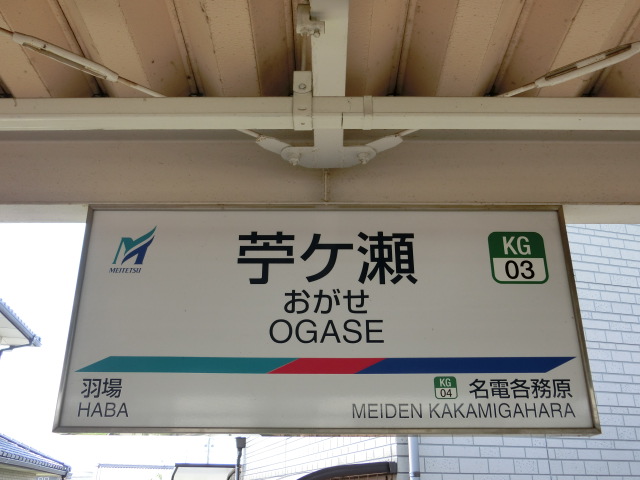 MEITETSU
苧ケ瀬
おがせ
OGASE
KG
03
羽場
HABA
KG
04
名電各務原
MEIDEN KAKAMIGAHARA